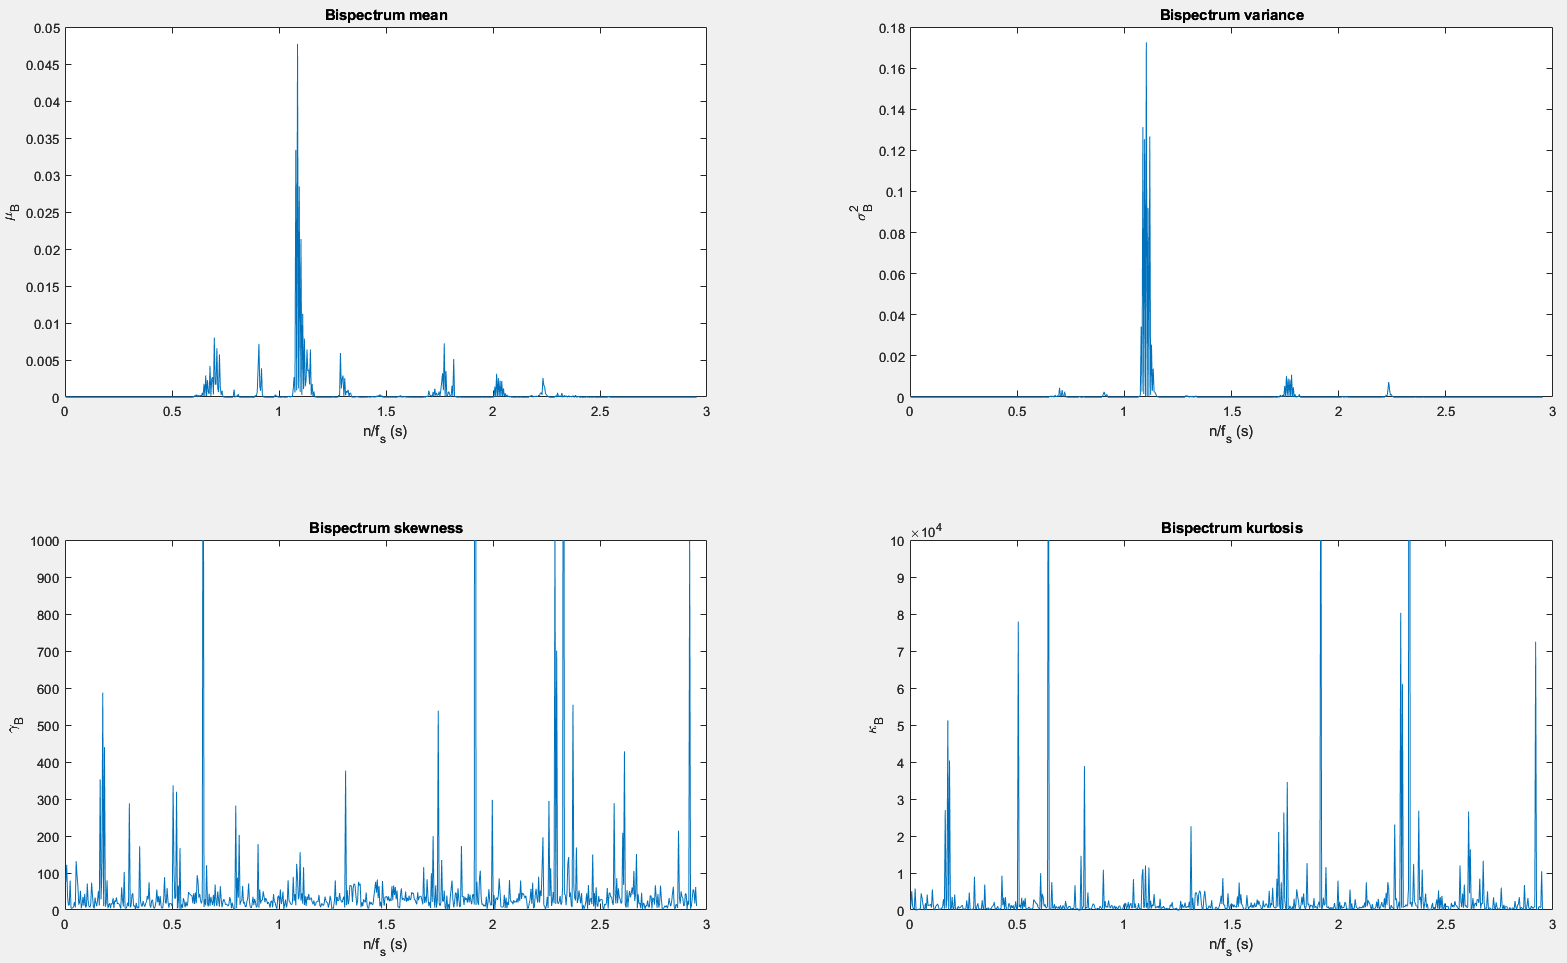 Bispectrum mean
0.05
0.045
0.04
0.035
0.03
0.025
0.02
0.015
0.01
0.005
0
μB
0 0.5 1 1.5 2 2.5 3
n/fs (s)
Bispectrum variance
0.18
0.16
0.14
0.12
0.1
0.08
0.06
0.04
0.02
0
σ2B
0 0.5 1 1.5 2 2.5 3
n/fs (s)
Bispectrum skewness
1000
900
800
700
600
500
400
300
200
100
0
γB
0 0.5 1 1.5 2 2.5 3
n/fs (s)
Bispectrum kurtosis
×104
10
9
8
7
6
5
4
3
2
1
0
κB
0 0.5 1 1.5 2 2.5 3
n/fs (s)